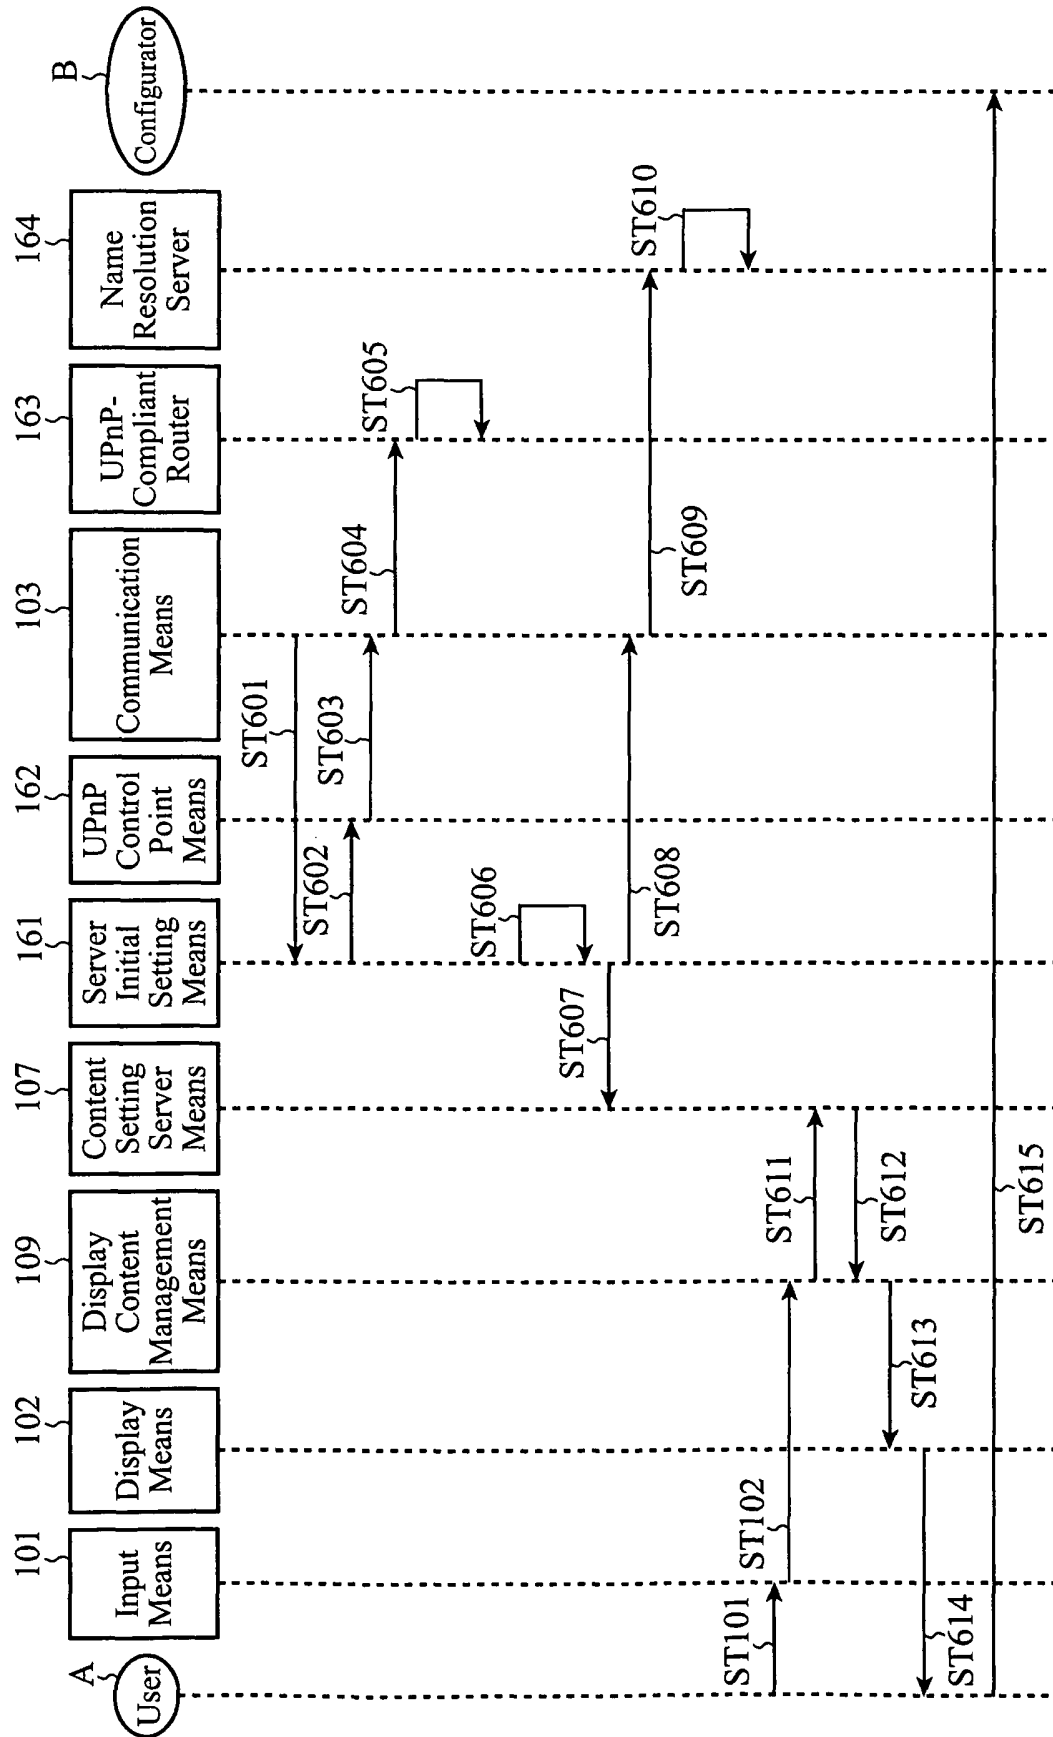 A
User
101
Input
Means
102
Display
Means
109
Display
Content
Management
Means
107
Content
Setting
Server
Means
161
Server
Initial
Setting
Means
162
UPnP
Control
Point
Means
103
Communication
Means
163
UPnP-
Compliant
Router
164
Name
Resolution
Server
B
Configurator
ST601
ST602
ST603
ST604
ST605
ST606
ST607
ST608
ST609
ST610
ST101
ST102
ST611
ST612
ST613
ST614
ST615